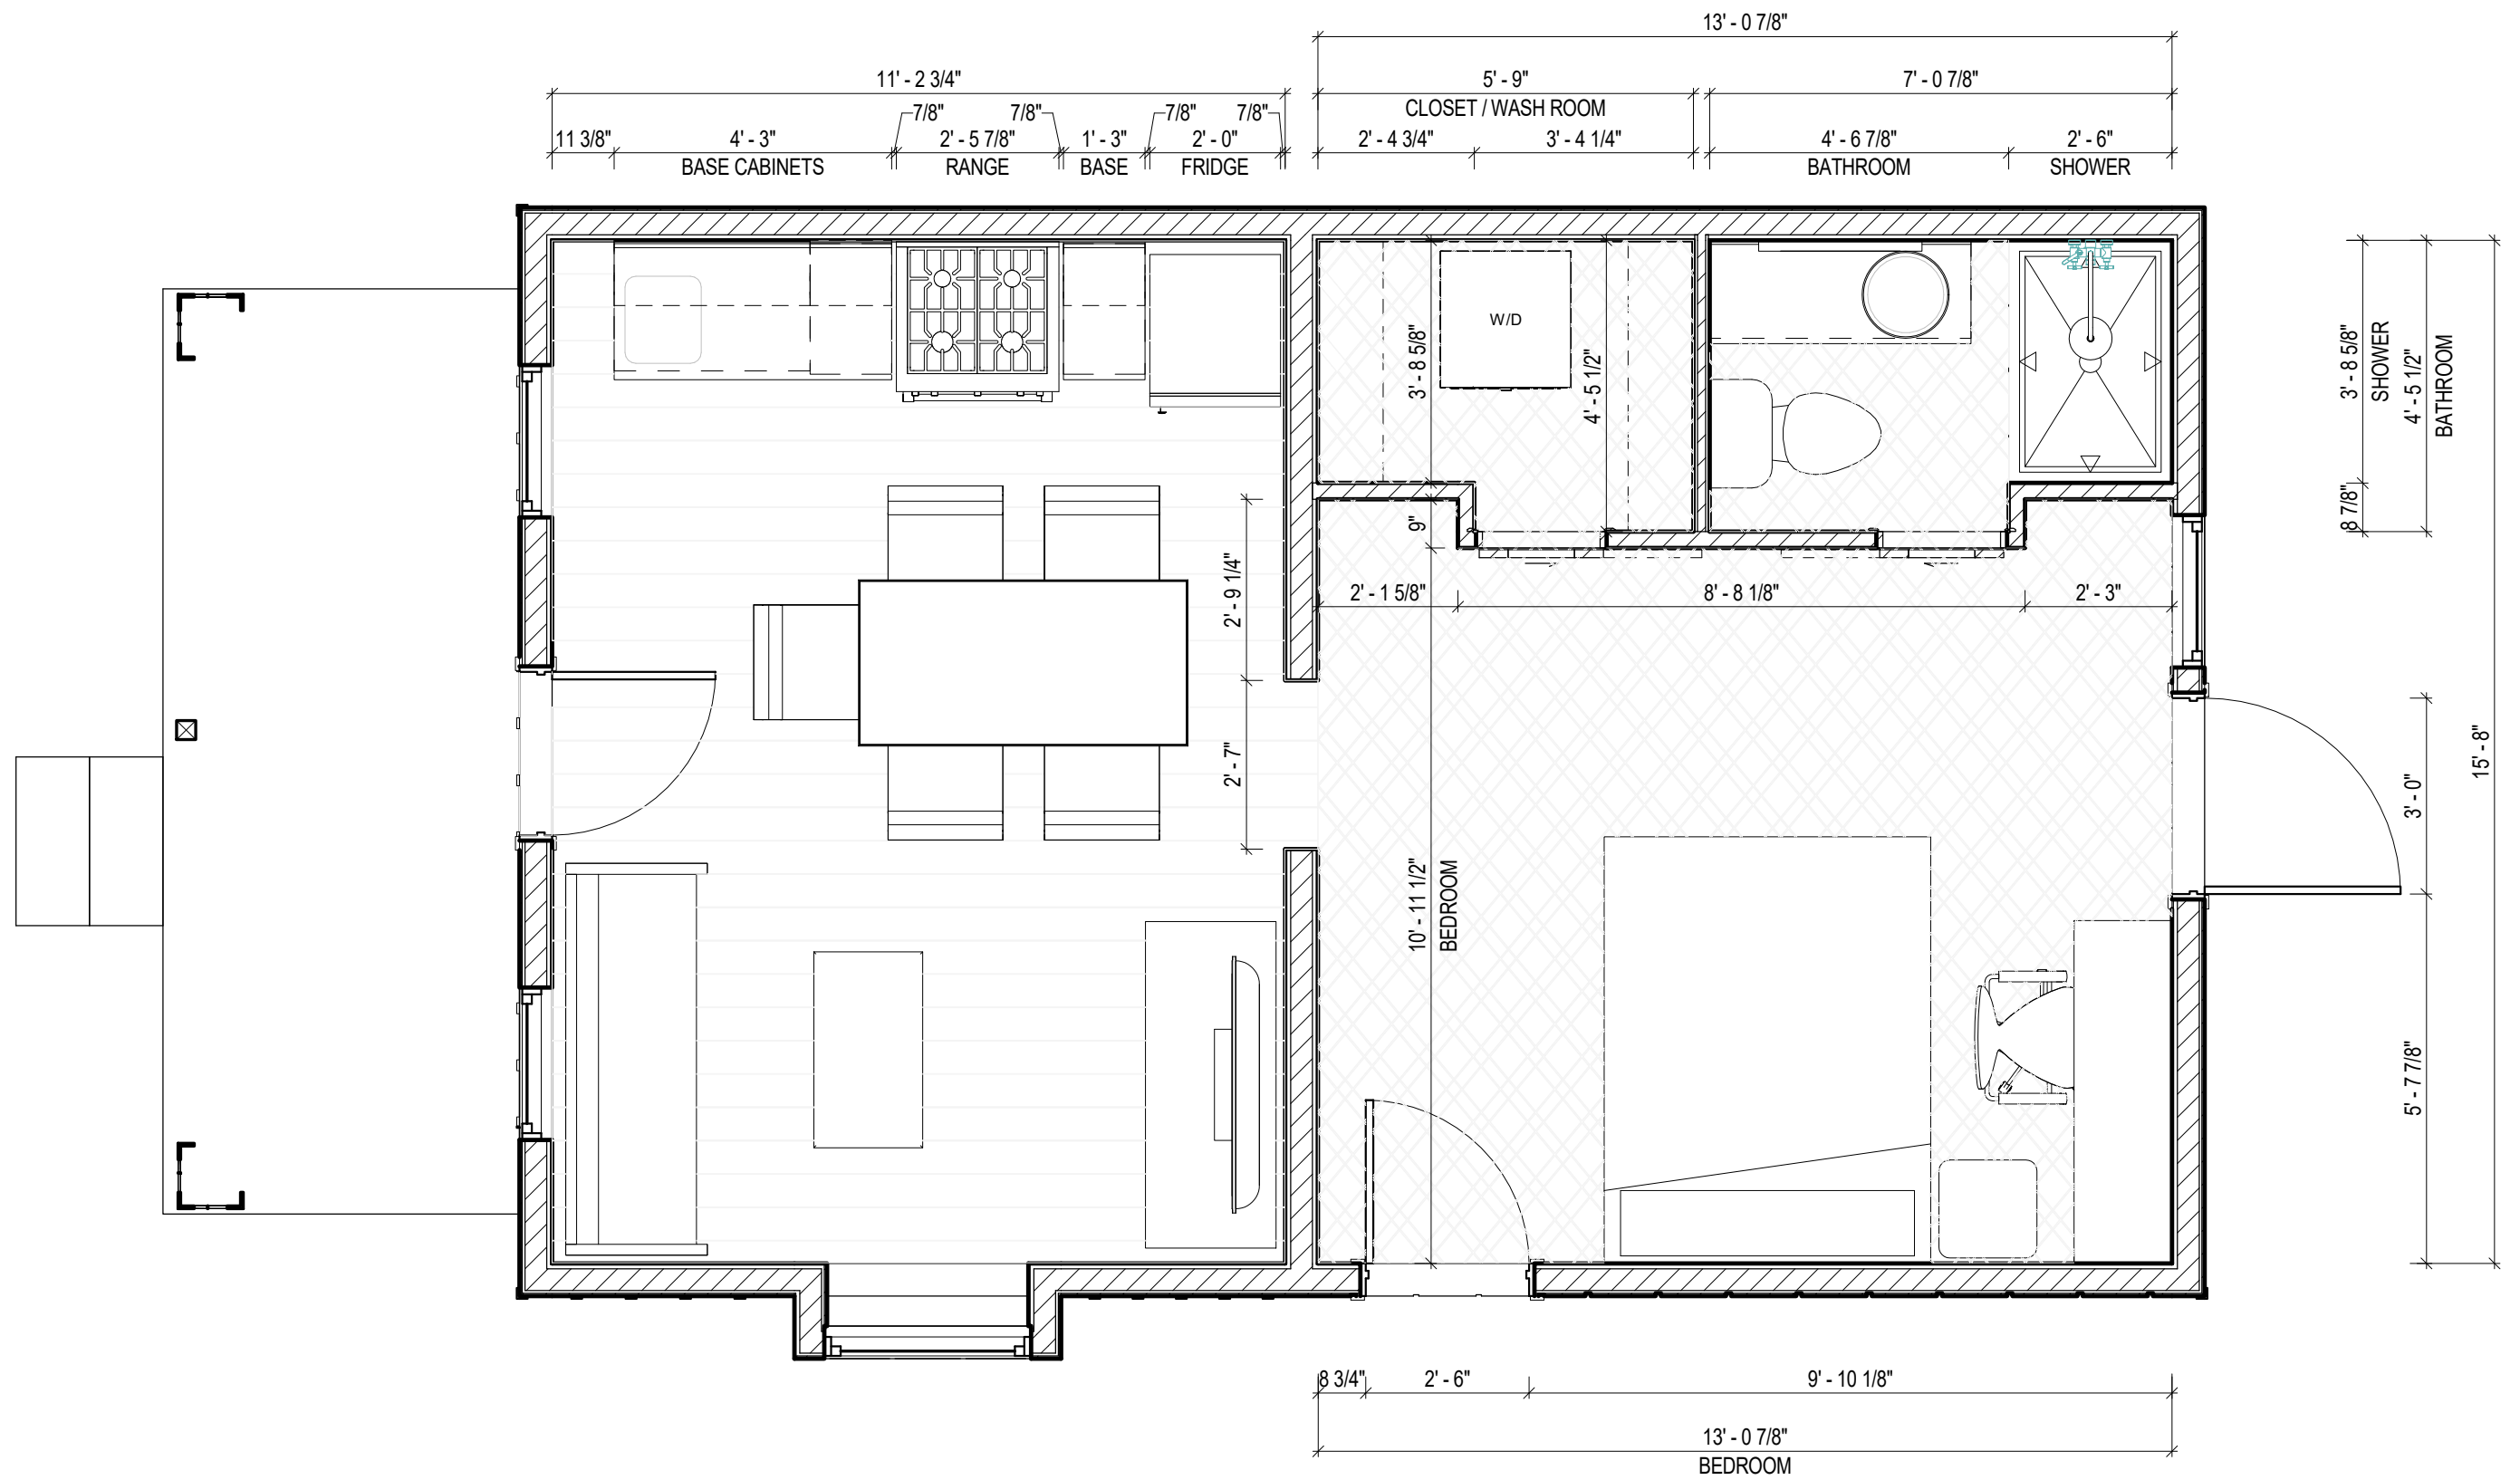 13' - 0 7/8"
11' - 2 3/4"
5' - 9"
7' - 0 7/8"
CLOSET / WASH ROOM
7/8"
7/8"
7/8"
7/8"
11 3/8"
4' - 3"
2' - 5 7/8"
1' - 3"
2' - 0"
2' - 4 3/4"
3' - 4 1/4"
4' - 6 7/8"
2' - 6"
BASE CABINETS
RANGE
BASE
FRIDGE
BATHROOM
SHOWER
W/D
3' - 8 5/8"
4' - 5 1/2"
3' - 8 5/8"
SHOWER
4' - 5 1/2"
BATHROOM
9"
8 7/8"
2' - 9 1/4"
2' - 1 5/8"
8' - 8 1/8"
2' - 3"
2' - 7"
3' - 0"
15' - 8"
10' - 11 1/2"
BEDROOM
5' - 7 7/8"
8 3/4"
2' - 6"
9' - 10 1/8"
13' - 0 7/8"
BEDROOM